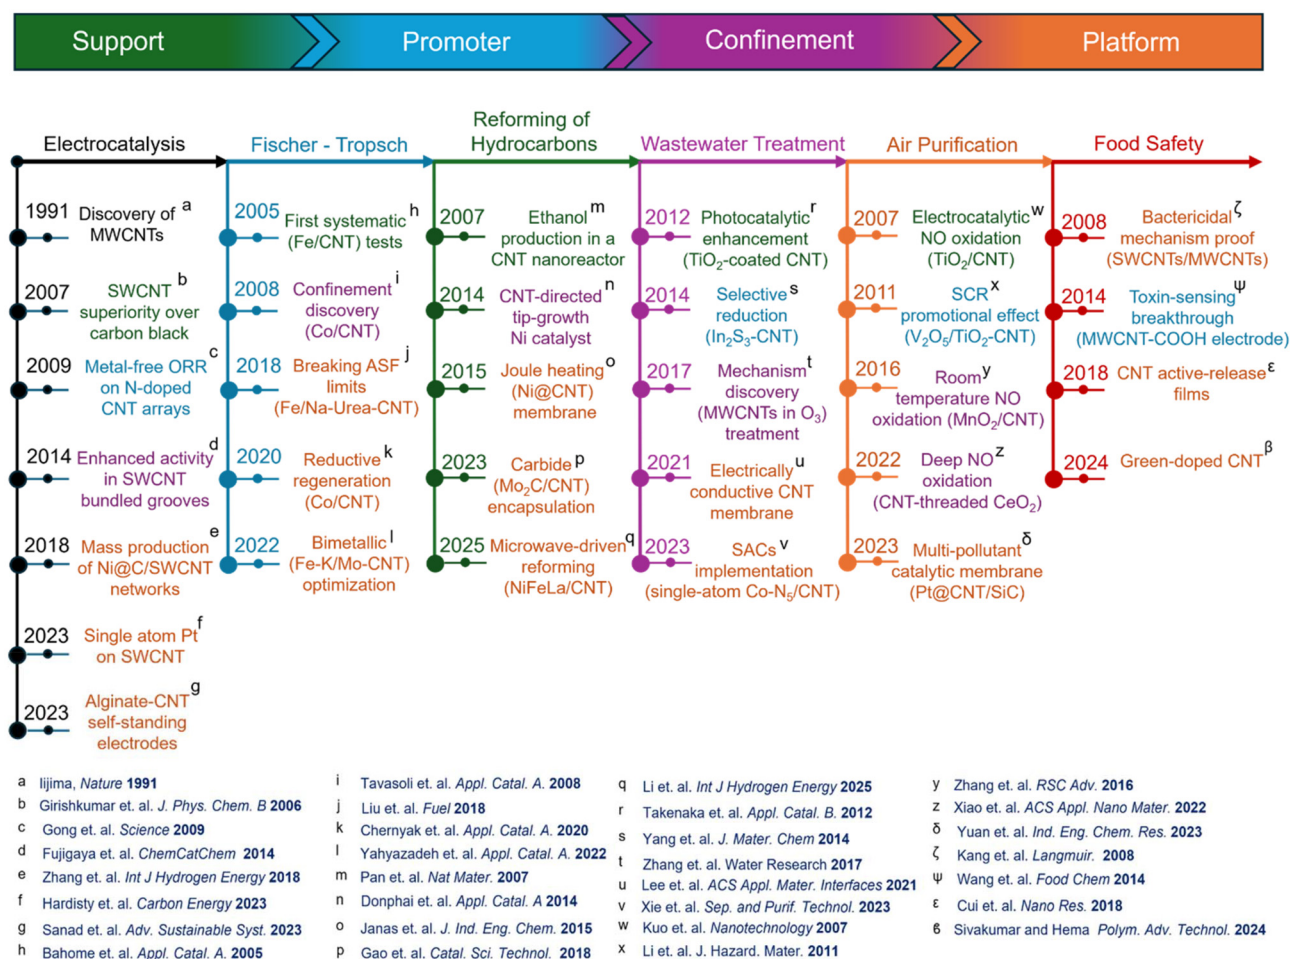 Support
Promoter
Confinement
Platform
Electrocatalysis
1991
Discovery of a
MWCNTs
2007
SWCNT b
superiority over
carbon black
2009
Metal-free ORR c
on N-doped
CNT arrays
2014
Enhanced activity d
in SWCNT
bundled grooves
2018
Mass production e
of Ni@C/SWCNT
networks
2023
Single atom Pt f
on SWCNT
2023
Alginate-CNT g
self-standing
electrodes
Fischer - Tropsch
2005
First systematic h
(Fe/CNT) tests
2008
Confinement i
discovery
(Co/CNT)
2018
Breaking ASF j
limits
(Fe/Na-Urea-CNT)
2020
Reductive k
regeneration
(Co/CNT)
2022
Bimetallic l
(Fe-K/Mo-CNT)
optimization
Reforming of
Hydrocarbons
2007
Ethanol m
production in a
CNT nanoreactor
2014
CNT-directed n
tip-growth
Ni catalyst
2015
Joule heating o
(Ni@CNT)
membrane
2023
Carbide p
(Mo₂C/CNT)
encapsulation
2025
Microwave-driven q
reforming
(NiFeLa/CNT)
Wastewater Treatment
2012
Photocatalytic r
enhancement
(TiO₂-coated CNT)
2014
Selective s
reduction
(In₂S₃-CNT)
2017
Mechanism t
discovery
(MWCNTs in O₃)
treatment
2021
Electrically u
conductive CNT
membrane
2023
SACs v
implementation
(single-atom Co-N₅/CNT)
Air Purification
2007
Electrocatalytic w
NO oxidation
(TiO₂/CNT)
2011
SCR x
promotional effect
(V₂O₅/TiO₂-CNT)
2016
Room y
temperature NO
oxidation (MnO₂/CNT)
2022
Deep NO z
oxidation
(CNT-threaded CeO₂)
2023
Multi-pollutant δ
catalytic membrane
(Pt@CNT/SiC)
Food Safety
2008
Bactericidal ζ
mechanism proof
(SWCNTs/MWCNTs)
2014
Toxin-sensing ψ
breakthrough
(MWCNT-COOH electrode)
2018
CNT active-release ε
films
2024
Green-doped CNT β
a Iijima, Nature 1991
b Girishkumar et. al. J. Phys. Chem. B 2006
c Gong et. al. Science 2009
d Fujigaya et. al. ChemCatChem 2014
e Zhang et. al. Int J Hydrogen Energy 2018
f Hardisty et. al. Carbon Energy 2023
g Sanad et. al. Adv. Sustainable Syst. 2023
h Bahome et. al. Appl. Catal. A. 2005
i Tavasoli et. al. Appl. Catal. A. 2008
j Liu et. al. Fuel 2018
k Chernyak et. al. Appl. Catal. A. 2020
l Yahyazadeh et. al. Appl. Catal. A. 2022
m Pan et. al. Nat Mater. 2007
n Donphai et. al. Appl. Catal. A 2014
o Janas et. al. J. Ind. Eng. Chem. 2015
p Gao et. al. Catal. Sci. Technol. 2018
q Li et. al. Int J Hydrogen Energy 2025
r Takenaka et. al. Appl. Catal. B. 2012
s Yang et. al. J. Mater. Chem 2014
t Zhang et. al. Water Research 2017
u Lee et. al. ACS Appl. Mater. Interfaces 2021
v Xie et. al. Sep. and Purif. Technol. 2023
w Kuo et. al. Nanotechnology 2007
x Li et. al. J. Hazard. Mater. 2011
y Zhang et. al. RSC Adv. 2016
z Xiao et. al. ACS Appl. Nano Mater. 2022
δ Yuan et. al. Ind. Eng. Chem. Res. 2023
ζ Kang et. al. Langmuir. 2008
ψ Wang et. al. Food Chem 2014
ε Cui et. al. Nano Res. 2018
ϐ Sivakumar and Hema Polym. Adv. Technol. 2024